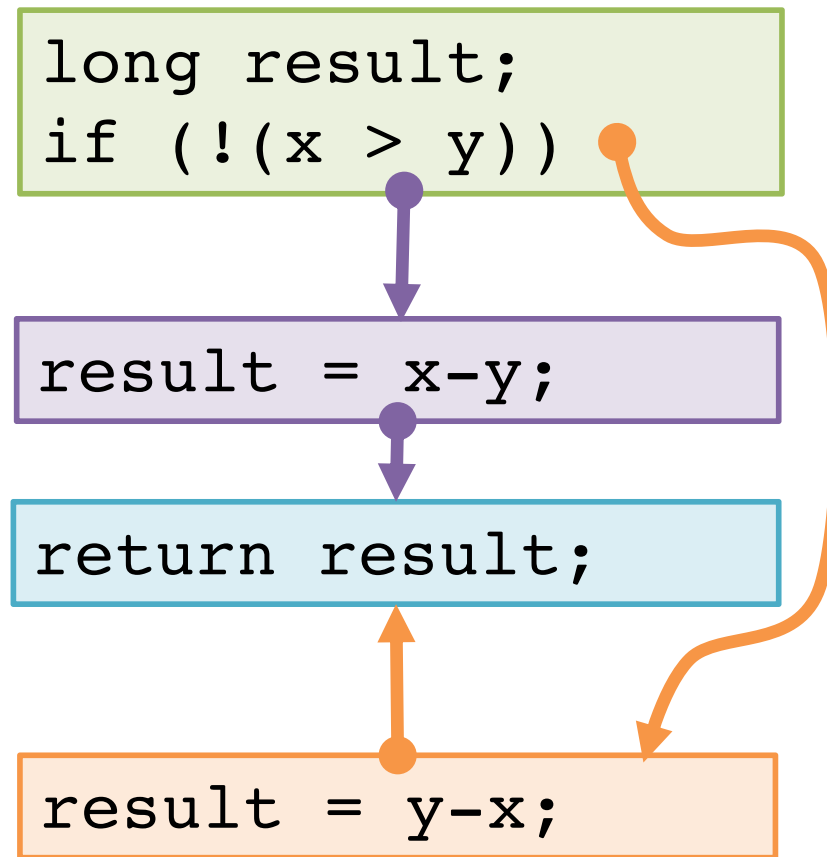 long result;
if (!(x > y))
result = x-y;
return result;
result = y-x;